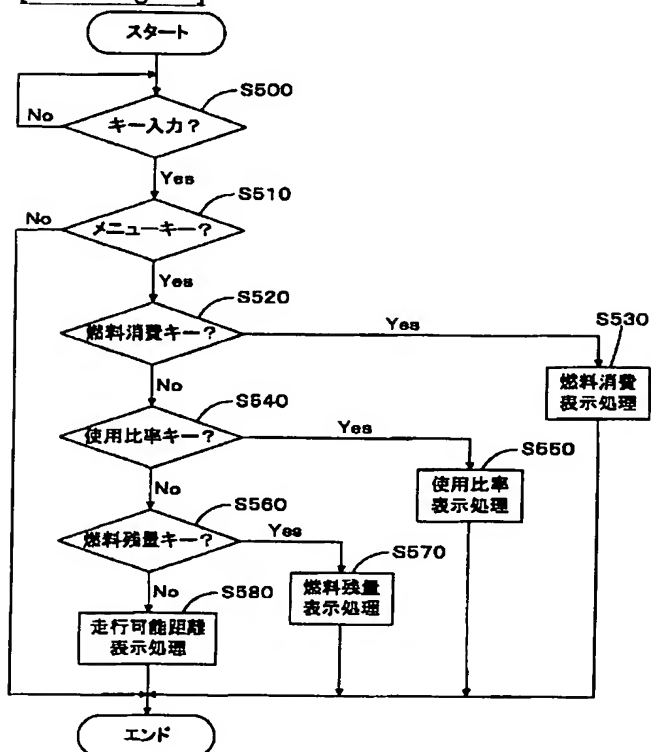 スタート
S500
No
キー入力？
Yes
S510
No
メニューキー？
Yes
S520
燃料消費キー？
Yes
S530
燃料消費
表示処理
No
S540
使用比率キー？
Yes
S550
使用比率
表示処理
No
S560
燃料残量キー？
Yes
S570
燃料残量
表示処理
No
S580
走行可能距離
表示処理
エンド